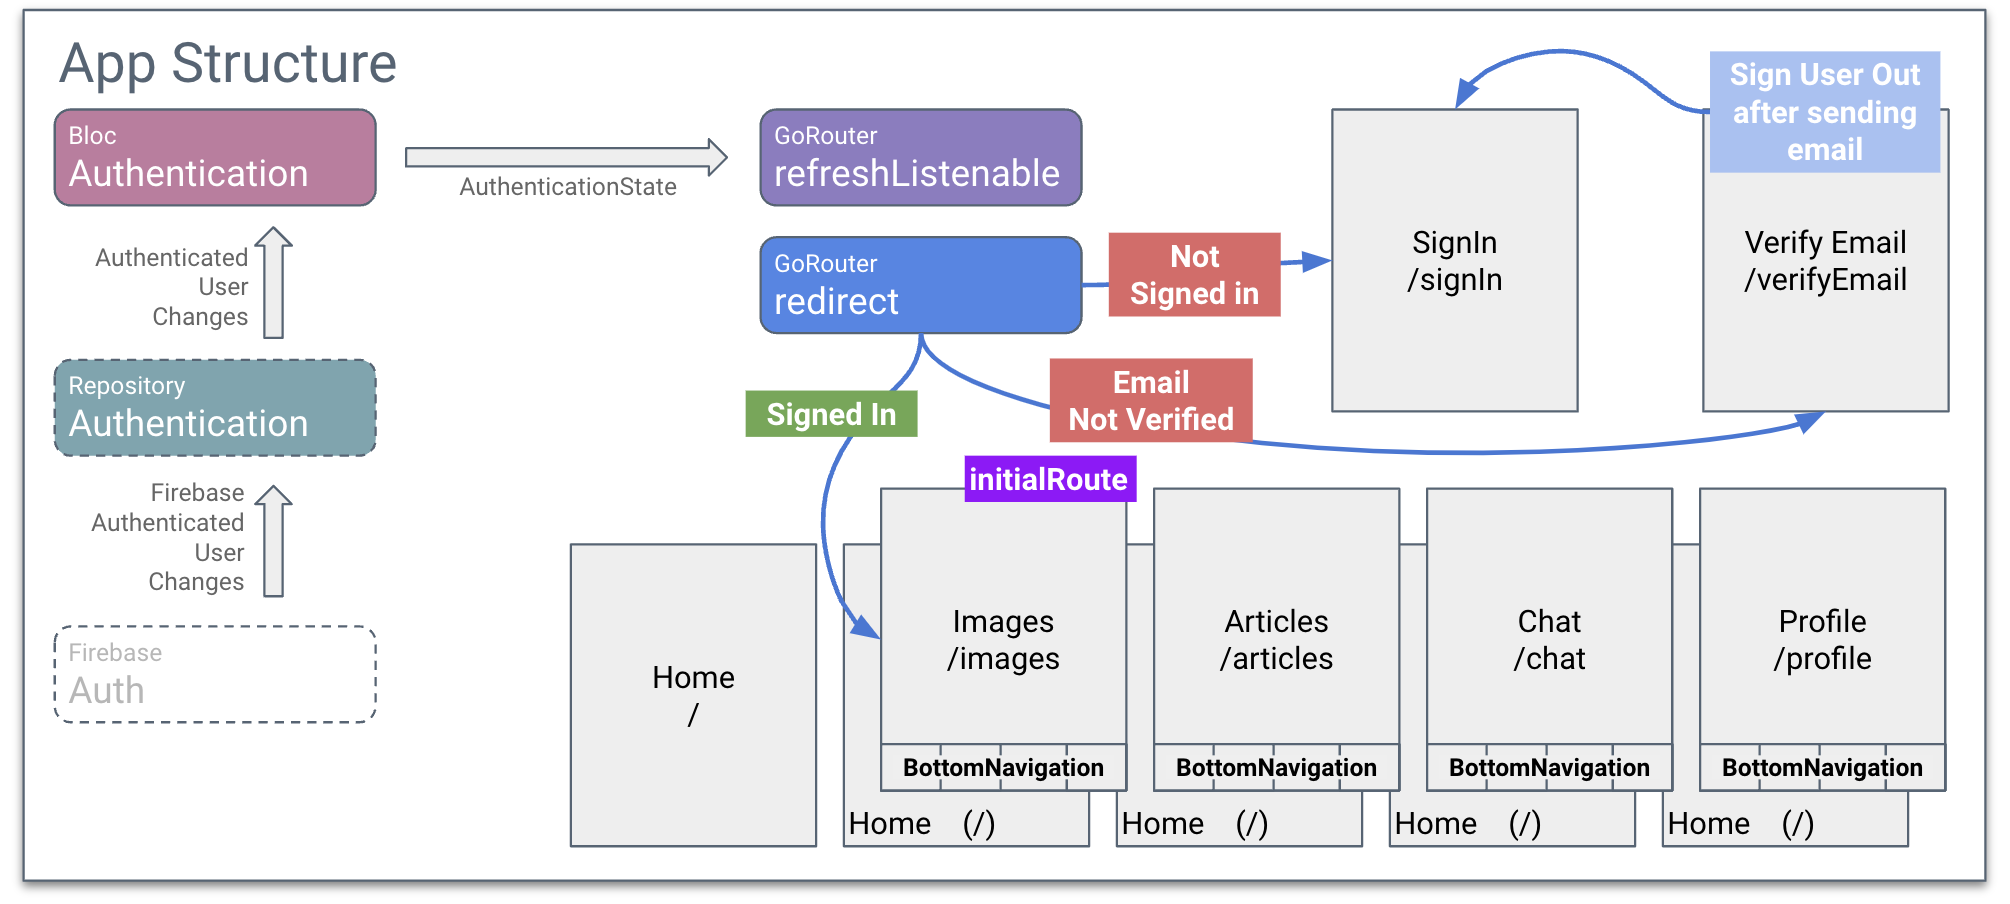 App Structure
Bloc
Authentication
AuthenticationState
GoRouter
refreshListenable
Authenticated
User
Changes
GoRouter
redirect
Not
Signed in
SignIn
/signIn
Sign User Out
after sending
email
Verify Email
/verifyEmail
Repository
Authentication
Signed In
Email
Not Verified
Firebase
Authenticated
User
Changes
initialRoute
Firebase
Auth
Home
/
Images
/images
BottomNavigation
Home (/)
Articles
/articles
BottomNavigation
Home (/)
Chat
/chat
BottomNavigation
Home (/)
Profile
/profile
BottomNavigation
Home (/)